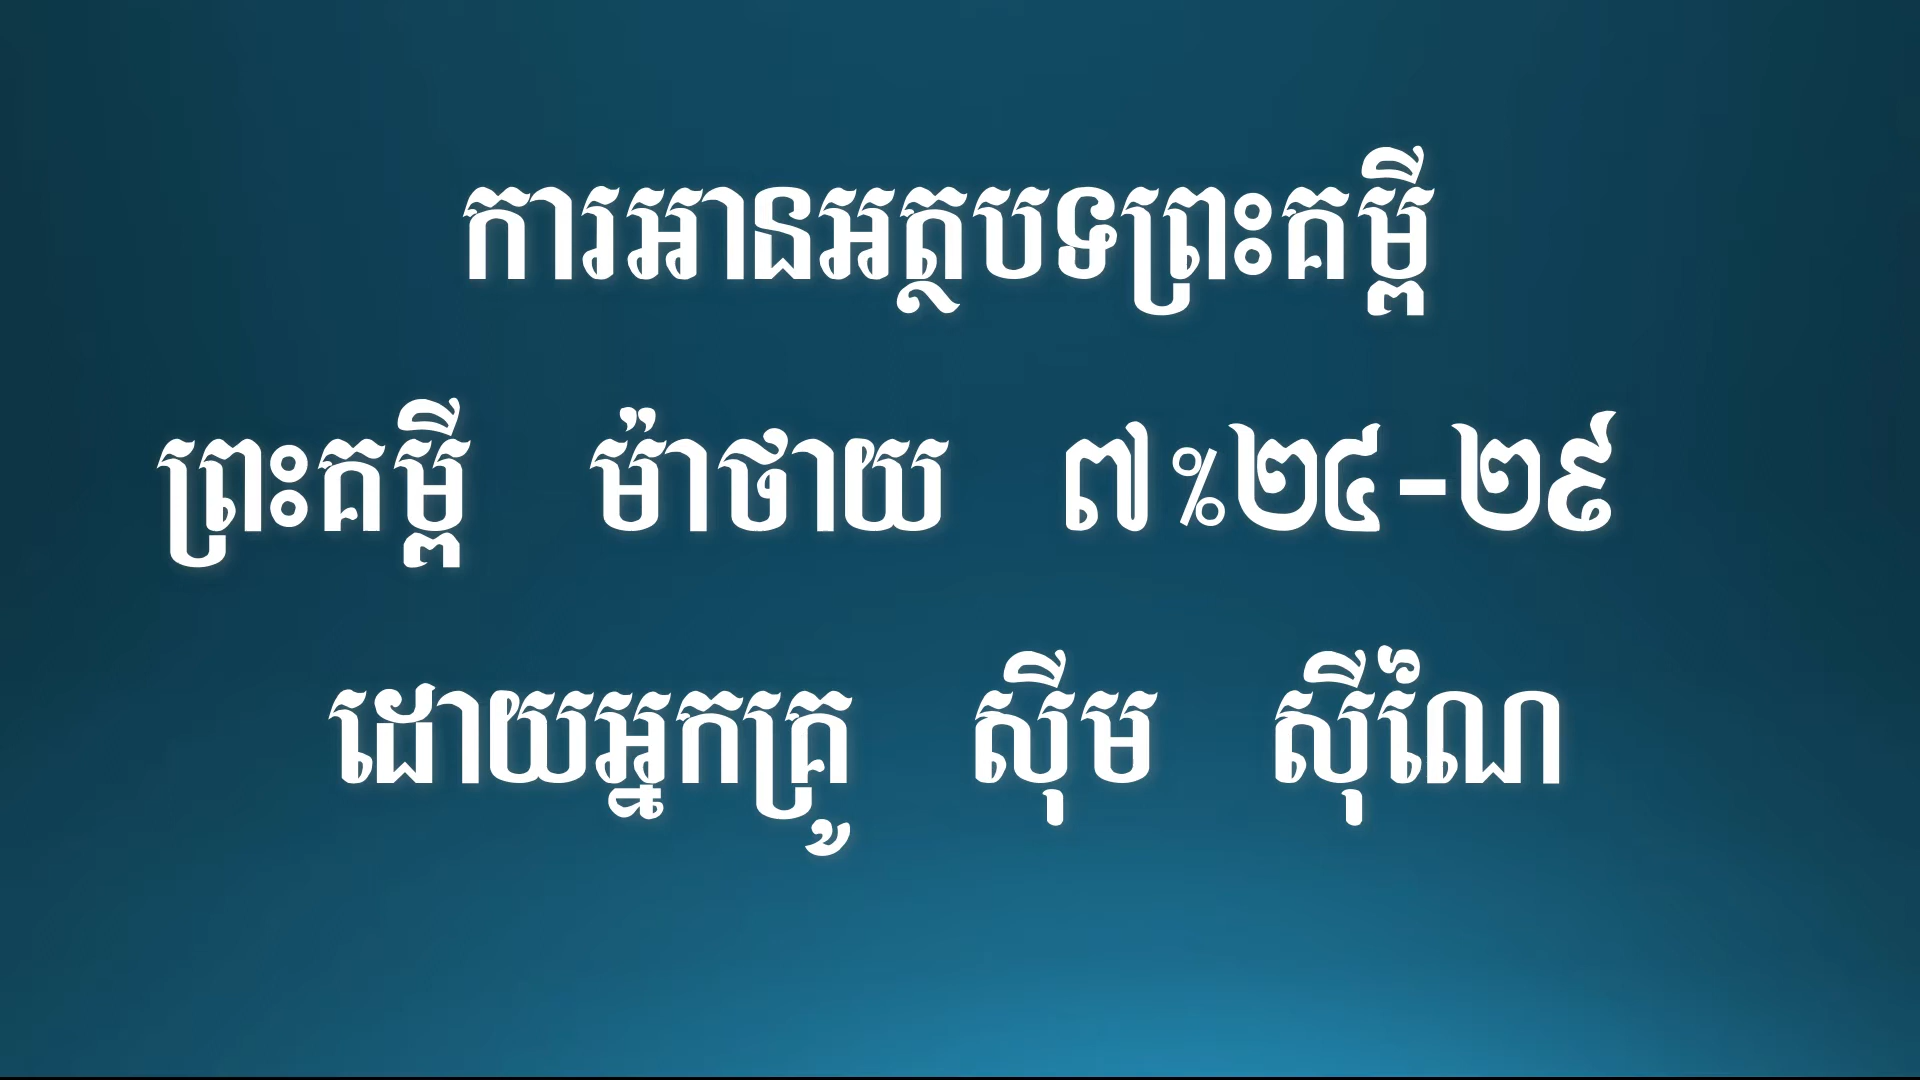 ការអានអត្ថបទព្រះគម្ពី
ព្រះគម្ពី ម៉ាថាយ ៧%២៤-២៩
ដោយអ្នកគ្រូ ស៊ីម ស៊ីណៃ